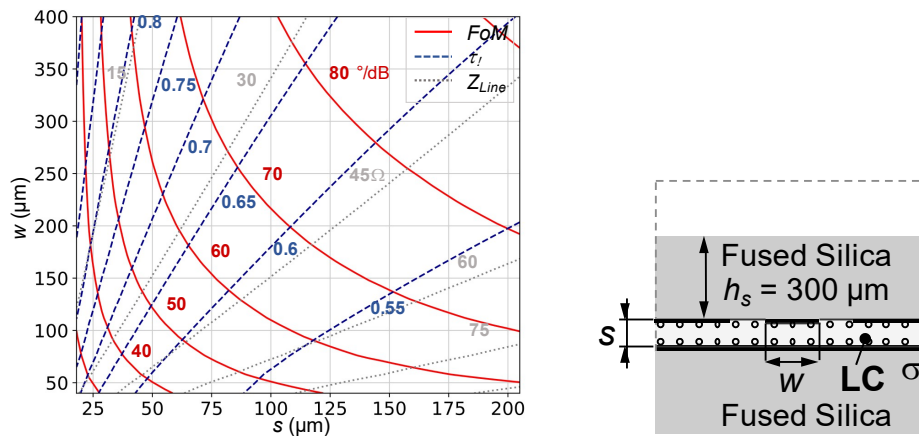 400
350
300
250
200
150
100
50
w (µm)
25
50
75
100
125
150
175
200
s (µm)
0.8
15
0.75
30
80 °/dB
FoM
τ!
Z_Line
0.7
70
45Ω
0.65
60
0.6
60
50
0.55
75
40
Fused Silica
h_s = 300 µm
s
w
LC
σ
Fused Silica